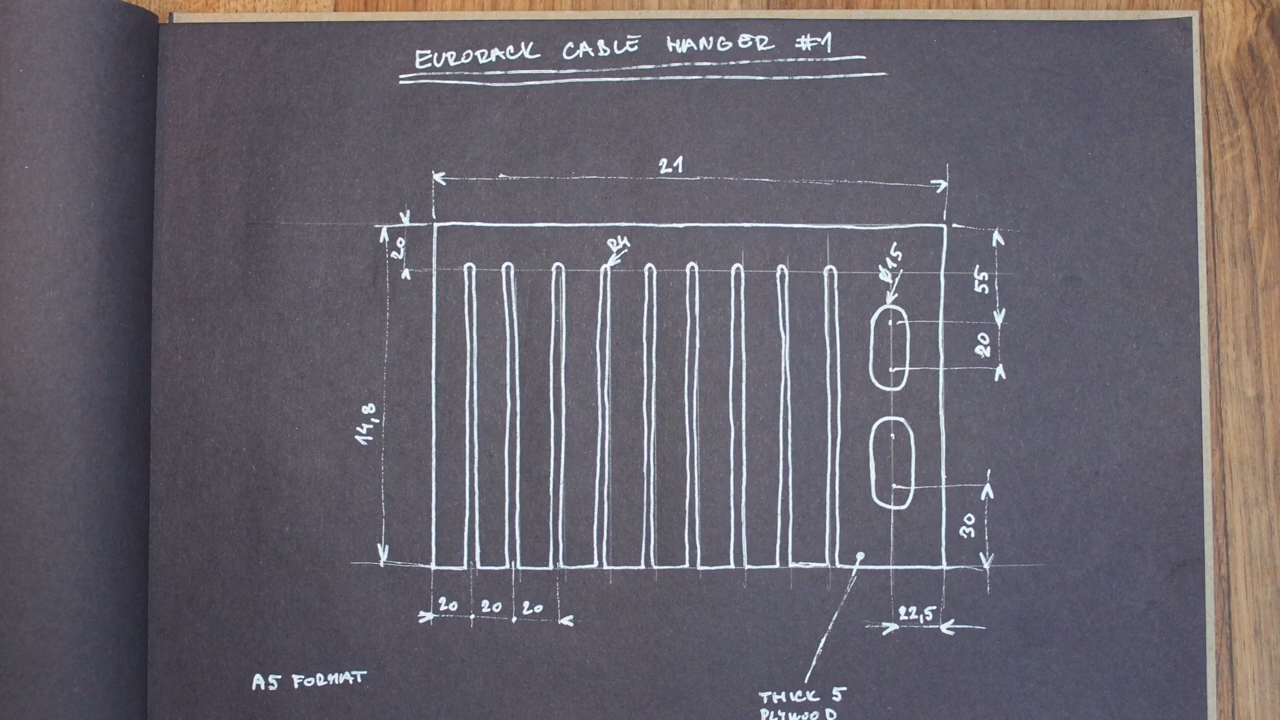 EURORACK CABLE HANGER #1
21
20
R4
Ø15
55
20
14,8
30
20 20 20
22,5
A5 FORMAT
THICK 5
PLYWOOD